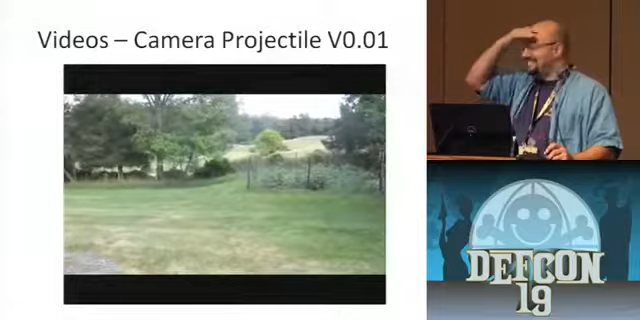 Videos – Camera Projectile V0.01
DEFCON
19